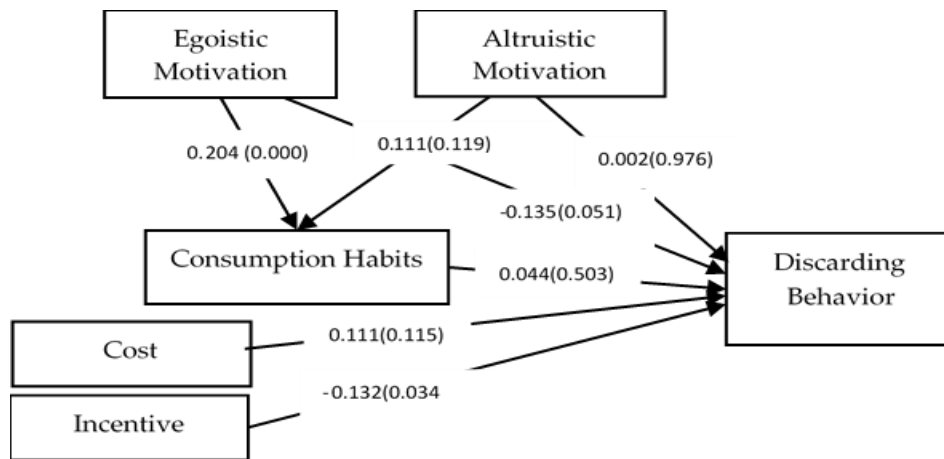 Egoistic
Motivation
Altruistic
Motivation
0.204 (0.000)
0.111(0.119)
0.002(0.976)
-0.135(0.051)
Consumption Habits
0.044(0.503)
Discarding
Behavior
0.111(0.115)
Cost
-0.132(0.034
Incentive